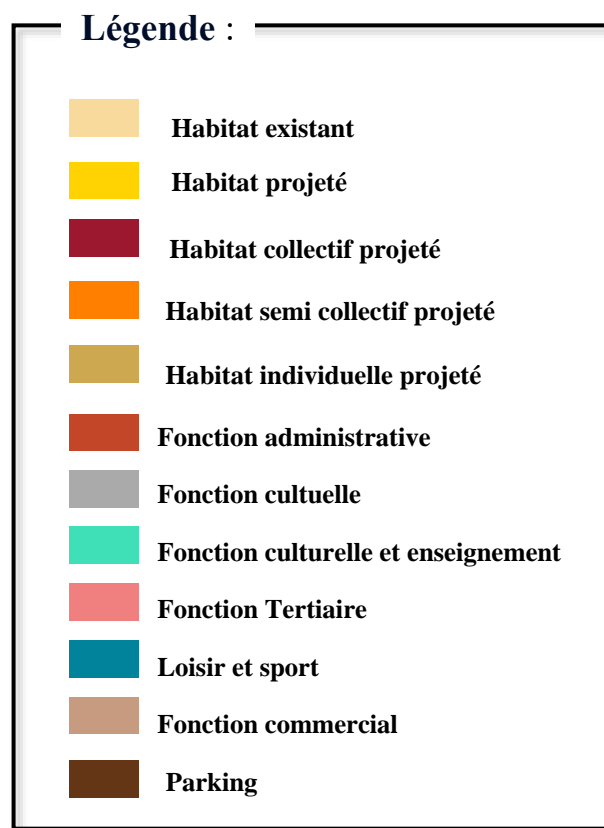 Légende :
Habitat existant
Habitat projeté
Habitat collectif projeté
Habitat semi collectif projeté
Habitat individuelle projeté
Fonction administrative
Fonction cultuelle
Fonction culturelle et enseignement
Fonction Tertiaire
Loisir et sport
Fonction commercial
Parking